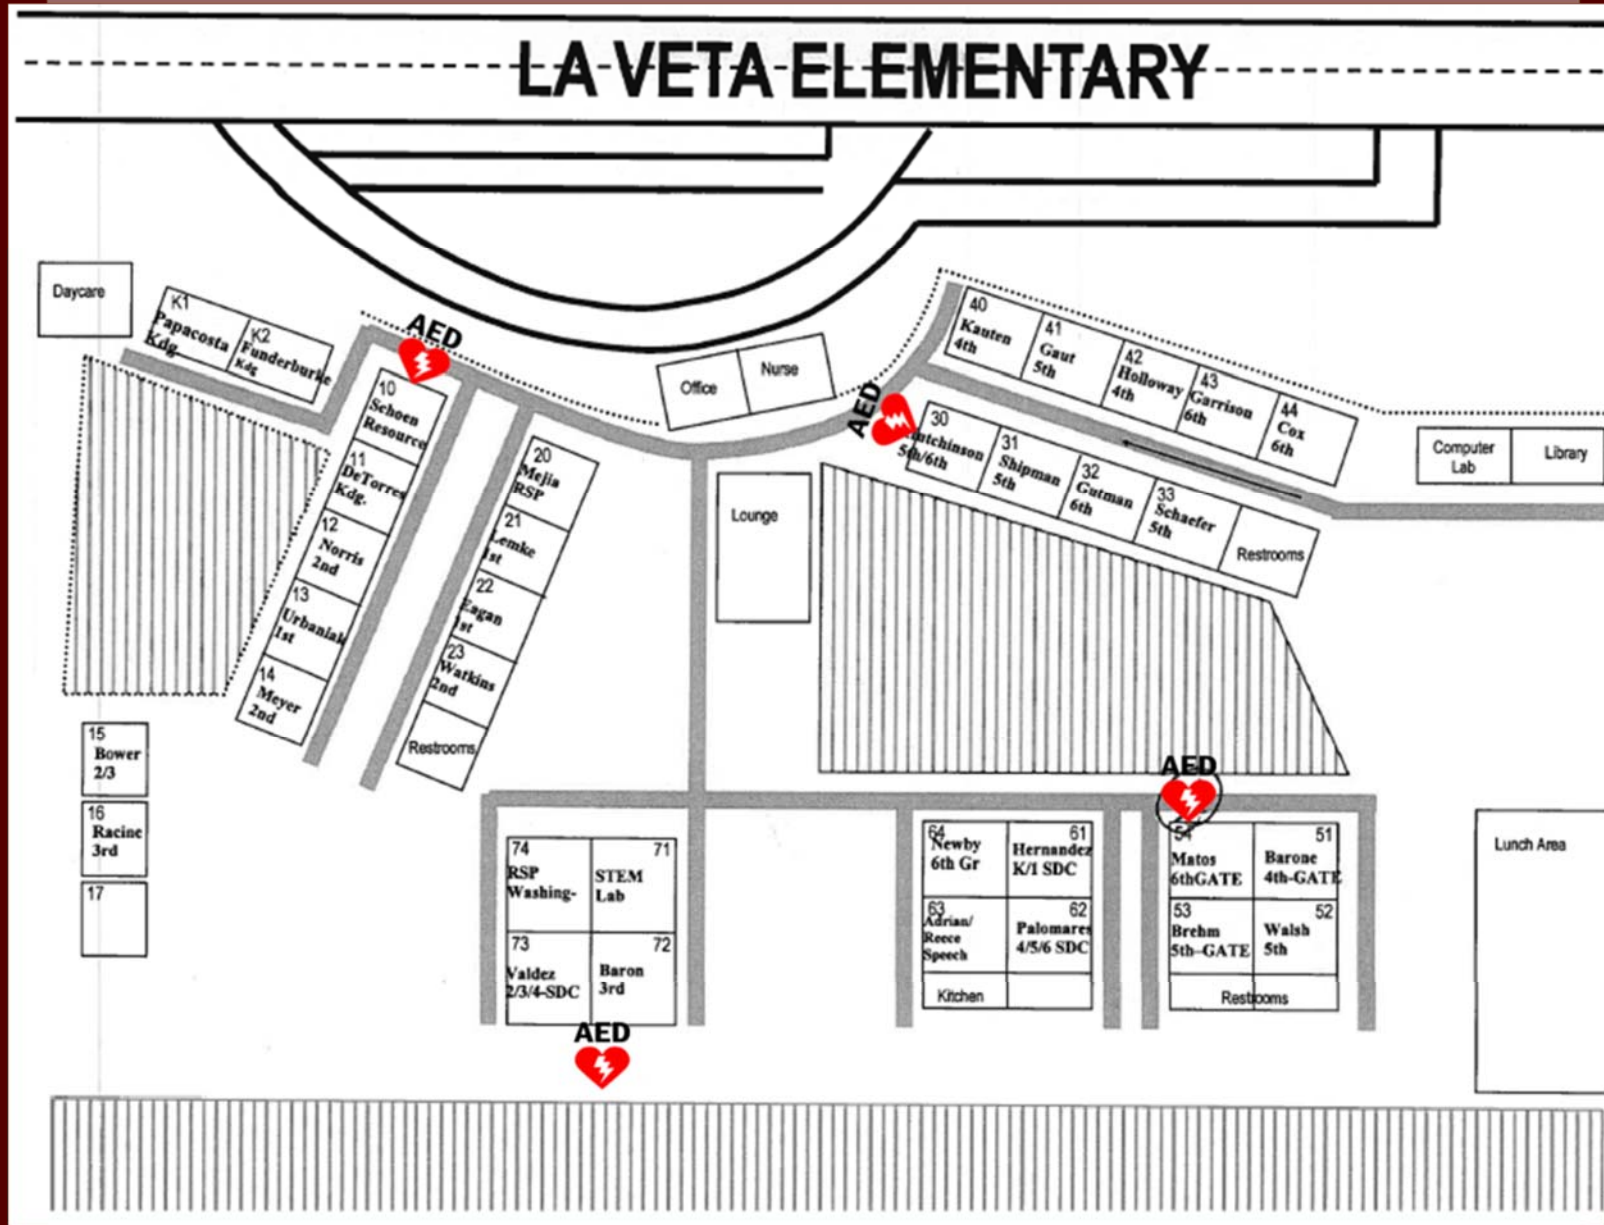 LA VETA ELEMENTARY
Daycare
K1
Papacosta
Kdg
K2
Funderburke
Kdg
AED
10
Schoen
Resource
11
DeTorres
Kdg.
12
Norris
2nd
13
Urbaniak
1st
14
Meyer
2nd
15
Bower
2/3
16
Racine
3rd
17
20
Mejia
RSP
21
Lemke
1st
22
Eagan
1st
23
Watkins
2nd
Restrooms
Office
Nurse
Lounge
AED
40
Kauten
4th
41
Gaut
5th
42
Holloway
4th
43
Garrison
6th
44
Cox
6th
30
5th/6th
31
Shipman
5th
32
Gutman
6th
33
Schaefer
5th
Restrooms
Computer
Lab
Library
AED
74
RSP
Washing-
71
STEM
Lab
73
Valdez
2/3/4-SDC
72
Baron
3rd
AED
64
Newby
6th Gr
61
Hernandez
K/1 SDC
63
Adrian/
Reece
Speech
62
Palomares
4/5/6 SDC
Kitchen
54
Matos
6thGATE
51
Barone
4th-GATE
53
Brehm
5th-GATE
52
Walsh
5th
Restrooms
Lunch Area